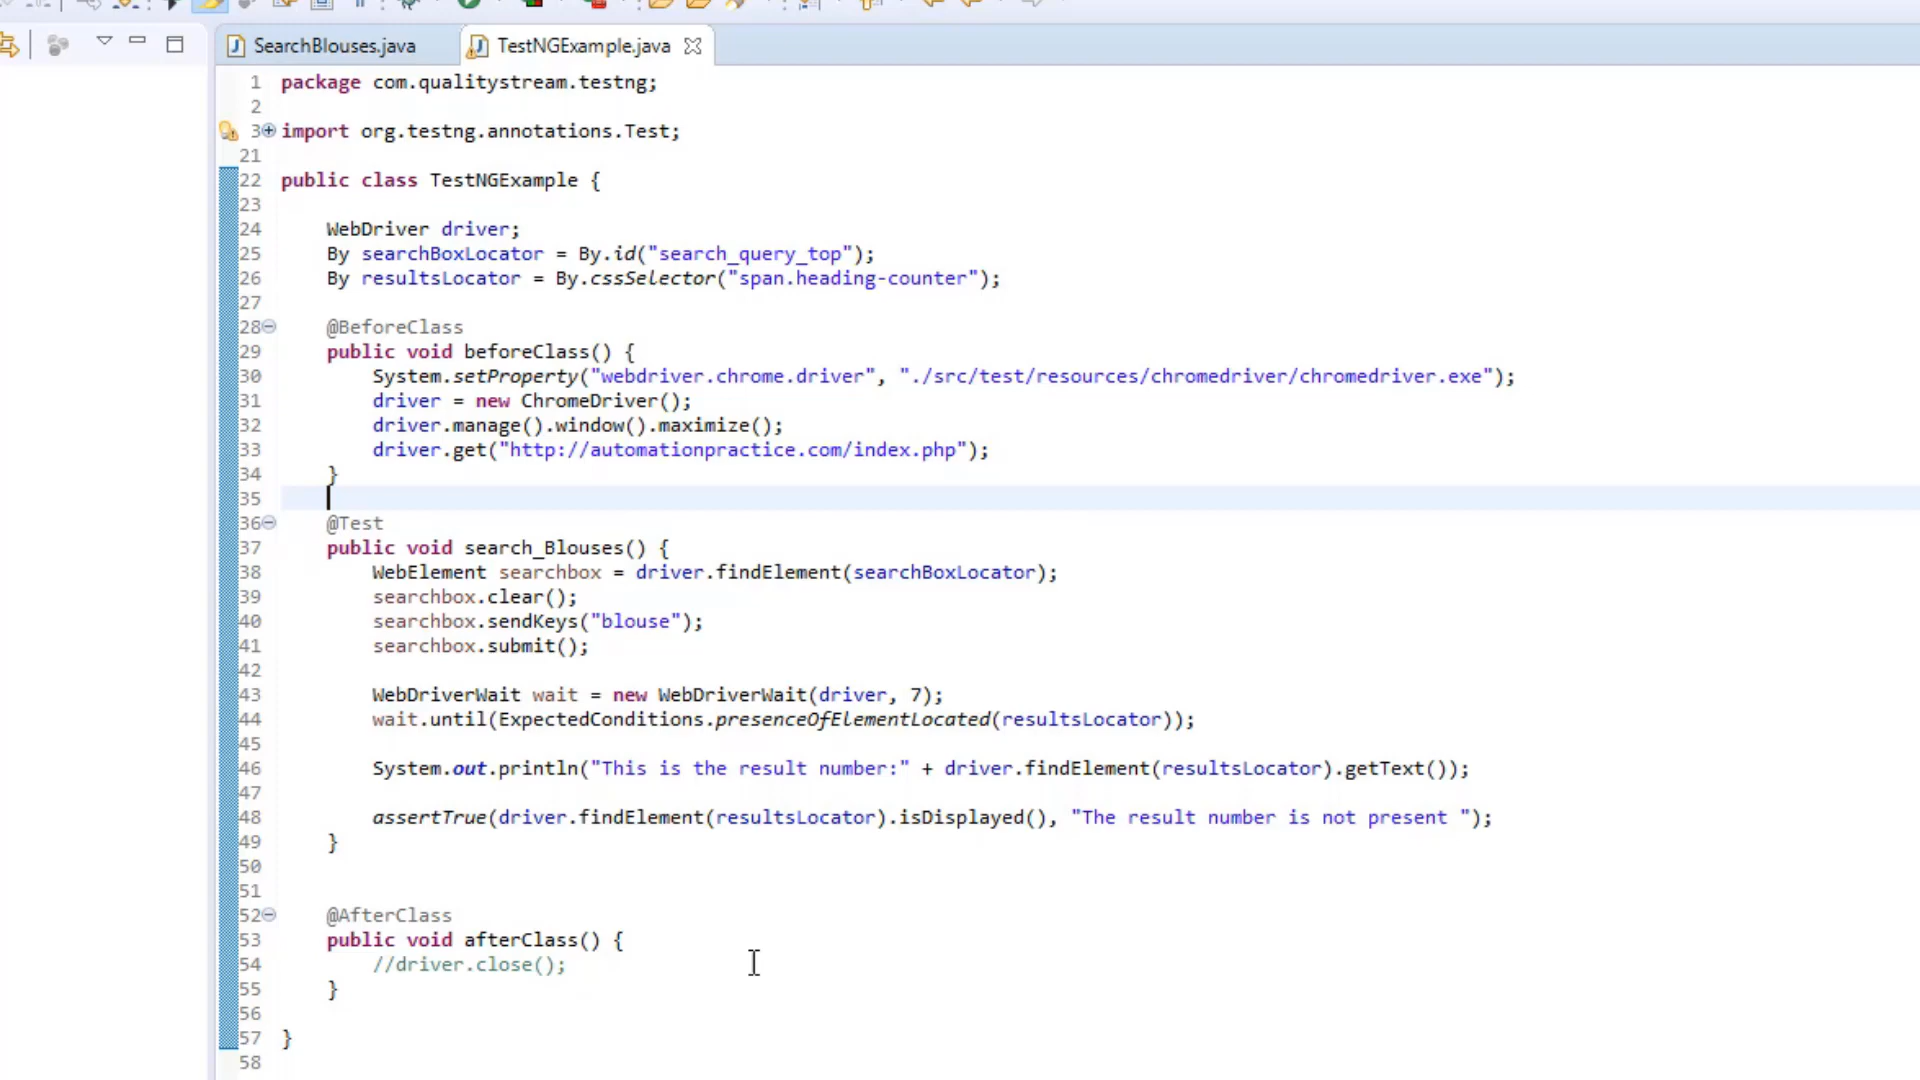 SearchBlouses.java TestNGExample.java
1 package com.qualitystream.testng;
2
3 import org.testng.annotations.Test;
21
22 public class TestNGExample {
23
24     WebDriver driver;
25     By searchBoxLocator = By.id("search_query_top");
26     By resultsLocator = By.cssSelector("span.heading-counter");
27
28     @BeforeClass
29     public void beforeClass() {
30         System.setProperty("webdriver.chrome.driver", "./src/test/resources/chromedriver/chromedriver.exe");
31         driver = new ChromeDriver();
32         driver.manage().window().maximize();
33         driver.get("http://automationpractice.com/index.php");
34     }
35
36     @Test
37     public void search_Blouses() {
38         WebElement searchbox = driver.findElement(searchBoxLocator);
39         searchbox.clear();
40         searchbox.sendKeys("blouse");
41         searchbox.submit();
42
43         WebDriverWait wait = new WebDriverWait(driver, 7);
44         wait.until(ExpectedConditions.presenceOfElementLocated(resultsLocator));
45
46         System.out.println("This is the result number:" + driver.findElement(resultsLocator).getText());
47
48         assertTrue(driver.findElement(resultsLocator).isDisplayed(), "The result number is not present ");
49     }
50
51
52     @AfterClass
53     public void afterClass() {
54         //driver.close();
55     }
56
57 }
58